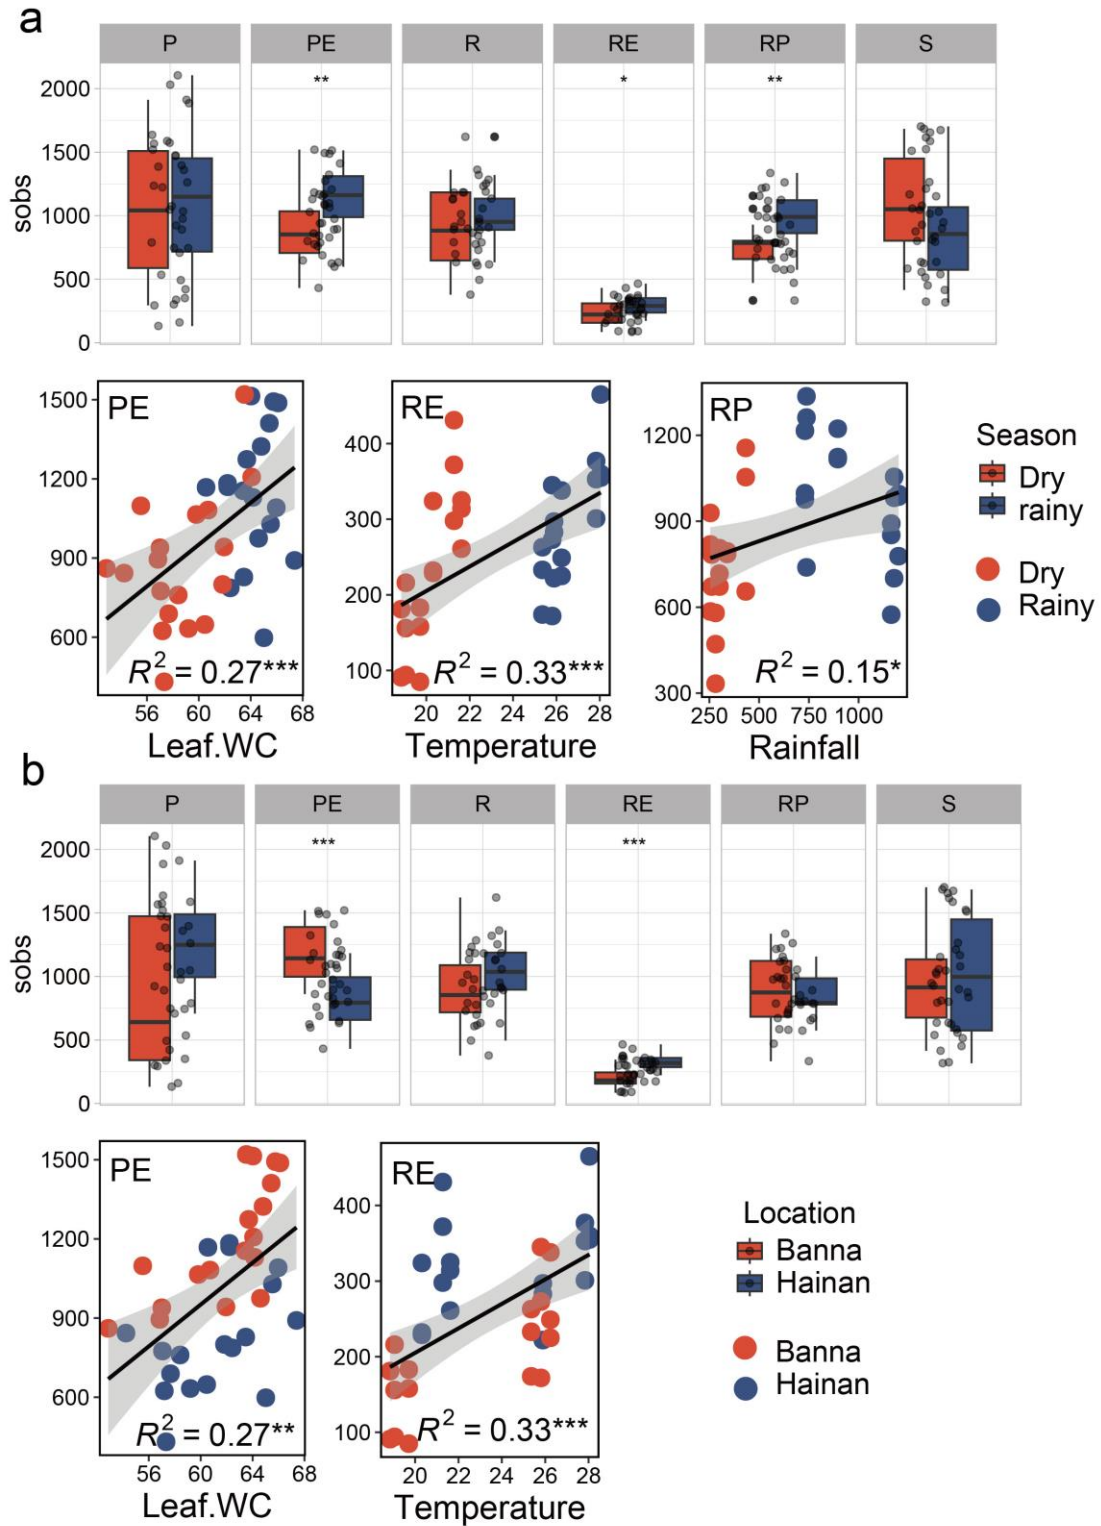 a
P PE R RE RP S
** * **
sobs
2000
1500
1000
500
0
PE
1500
1200
900
600
R² = 0.27***
56 60 64 68
Leaf.WC
RE
400
300
200
100
R² = 0.33***
20 22 24 26 28
Temperature
RP
1200
900
600
300
R² = 0.15*
250 500 750 1000
Rainfall
Season
Dry
rainy
Dry
Rainy
b
P PE R RE RP S
*** ***
sobs
2000
1500
1000
500
0
PE
1500
1200
900
600
R² = 0.27**
56 60 64 68
Leaf.WC
RE
400
300
200
100
R² = 0.33***
20 22 24 26 28
Temperature
Location
Banna
Hainan
Banna
Hainan